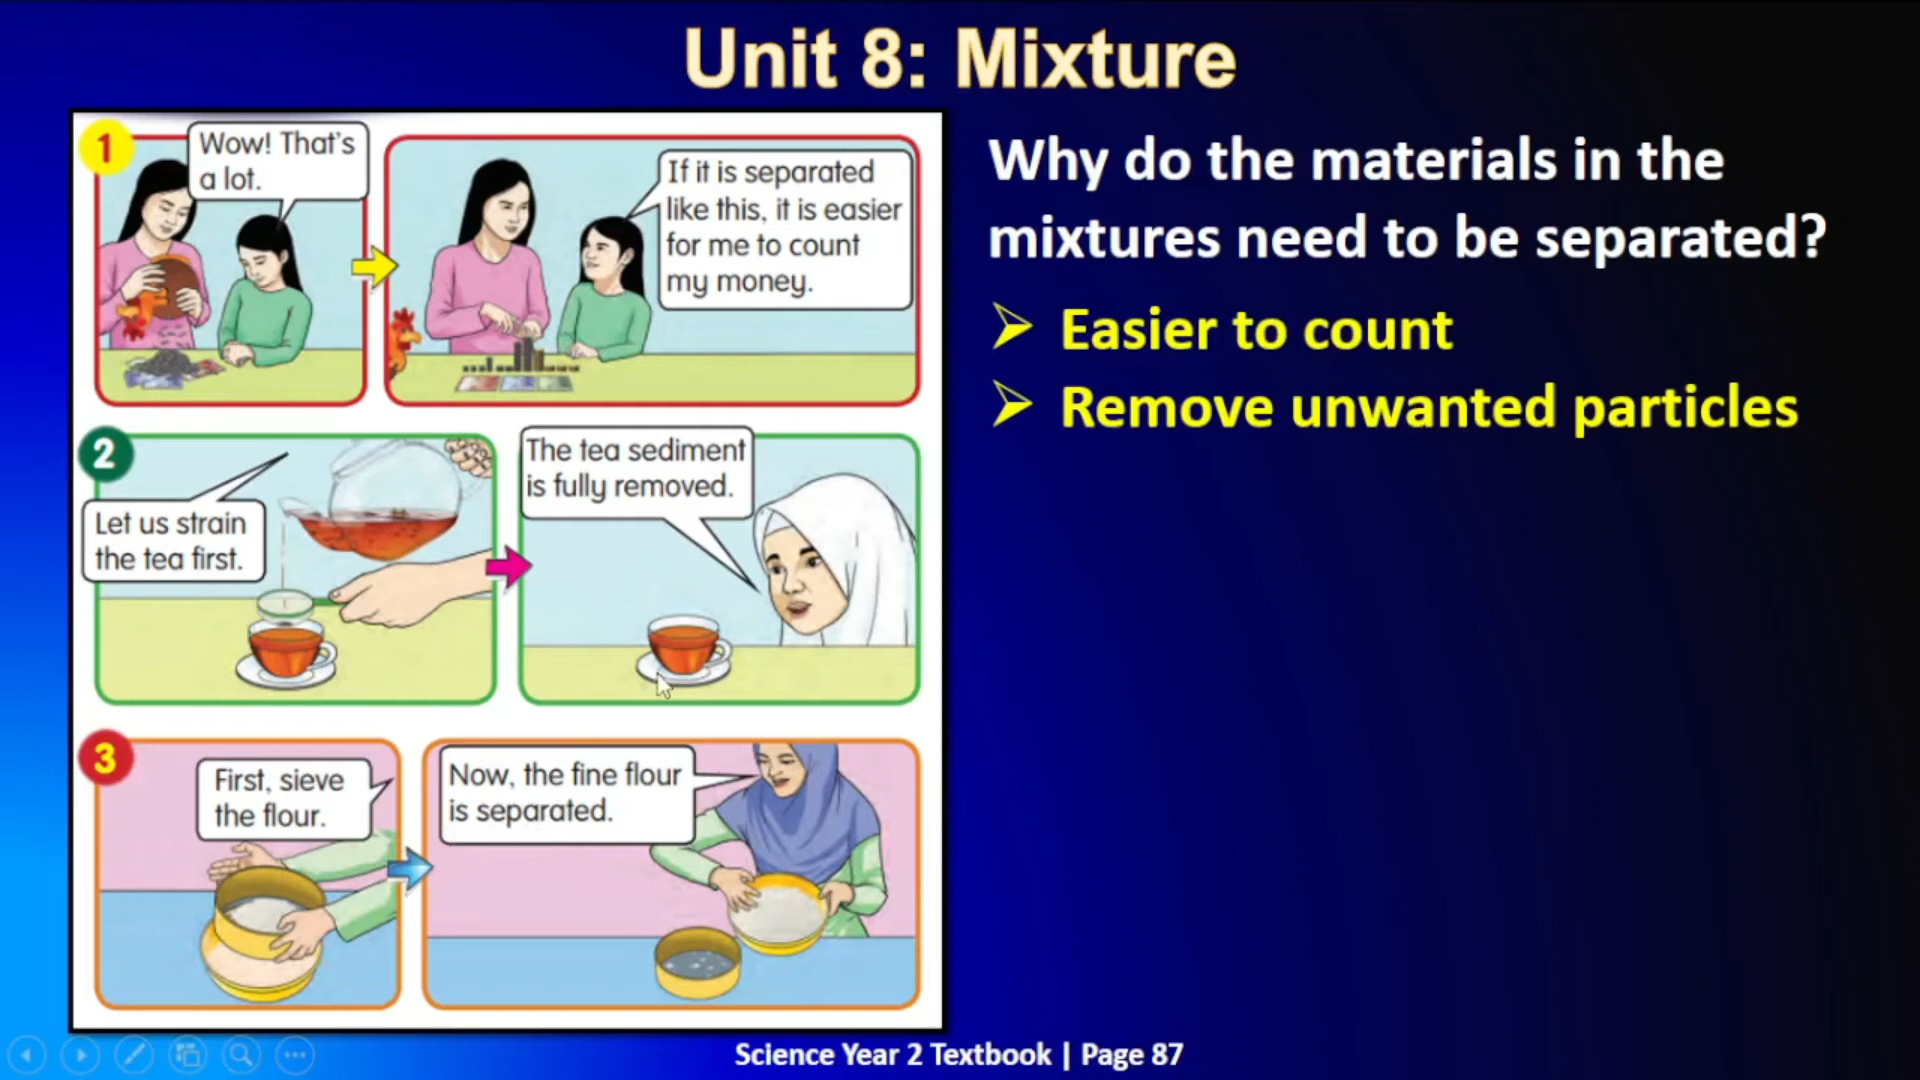 Unit 8: Mixture
1
Wow! That's
a lot.
If it is separated
like this, it is easier
for me to count
my money.
2
Let us strain
the tea first.
The tea sediment
is fully removed.
3
First, sieve
the flour.
Now, the fine flour
is separated.
Why do the materials in the
mixtures need to be separated?
Easier to count
Remove unwanted particles
Science Year 2 Textbook | Page 87